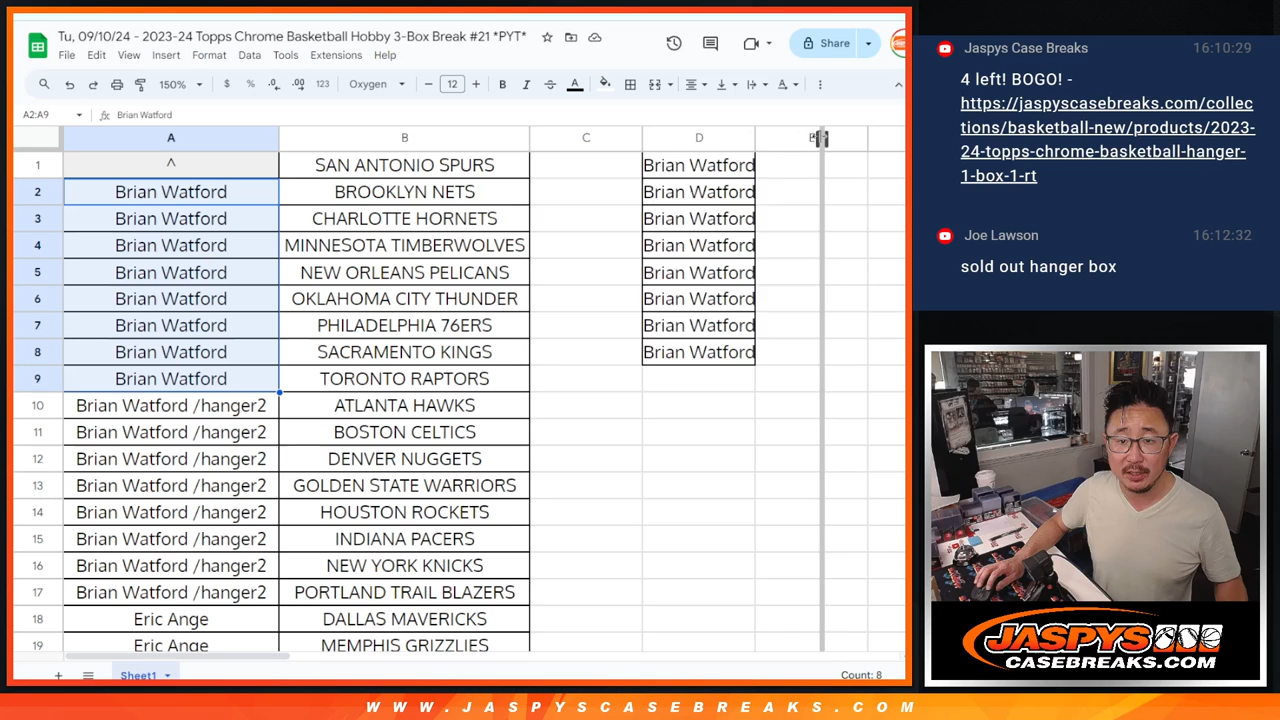 Tu, 09/10/24 - 2023-24 Topps Chrome Basketball Hobby 3-Box Break #21 *PYT*
File Edit View Insert Format Data Tools Extensions Help
Share
150% $ % .0 .00 123 Oxygen 12 B I S A
A2:A9 fx Brian Watford
A B C D
1 ^ SAN ANTONIO SPURS Brian Watford
2 Brian Watford BROOKLYN NETS Brian Watford
3 Brian Watford CHARLOTTE HORNETS Brian Watford
4 Brian Watford MINNESOTA TIMBERWOLVES Brian Watford
5 Brian Watford NEW ORLEANS PELICANS Brian Watford
6 Brian Watford OKLAHOMA CITY THUNDER Brian Watford
7 Brian Watford PHILADELPHIA 76ERS Brian Watford
8 Brian Watford SACRAMENTO KINGS Brian Watford
9 Brian Watford TORONTO RAPTORS
10 Brian Watford /hanger2 ATLANTA HAWKS
11 Brian Watford /hanger2 BOSTON CELTICS
12 Brian Watford /hanger2 DENVER NUGGETS
13 Brian Watford /hanger2 GOLDEN STATE WARRIORS
14 Brian Watford /hanger2 HOUSTON ROCKETS
15 Brian Watford /hanger2 INDIANA PACERS
16 Brian Watford /hanger2 NEW YORK KNICKS
17 Brian Watford /hanger2 PORTLAND TRAIL BLAZERS
18 Eric Ange DALLAS MAVERICKS
19 Eric Ange MEMPHIS GRIZZLIES
Sheet1
Count: 8
Jaspys Case Breaks 16:10:29
4 left! BOGO! -
https://jaspyscasebreaks.com/collec
tions/basketball-new/products/2023-
24-topps-chrome-basketball-hanger-
1-box-1-rt
Joe Lawson 16:12:32
sold out hanger box
JASPYS
CASEBREAKS.COM
WWW.JASPYSCASEBREAKS.COM